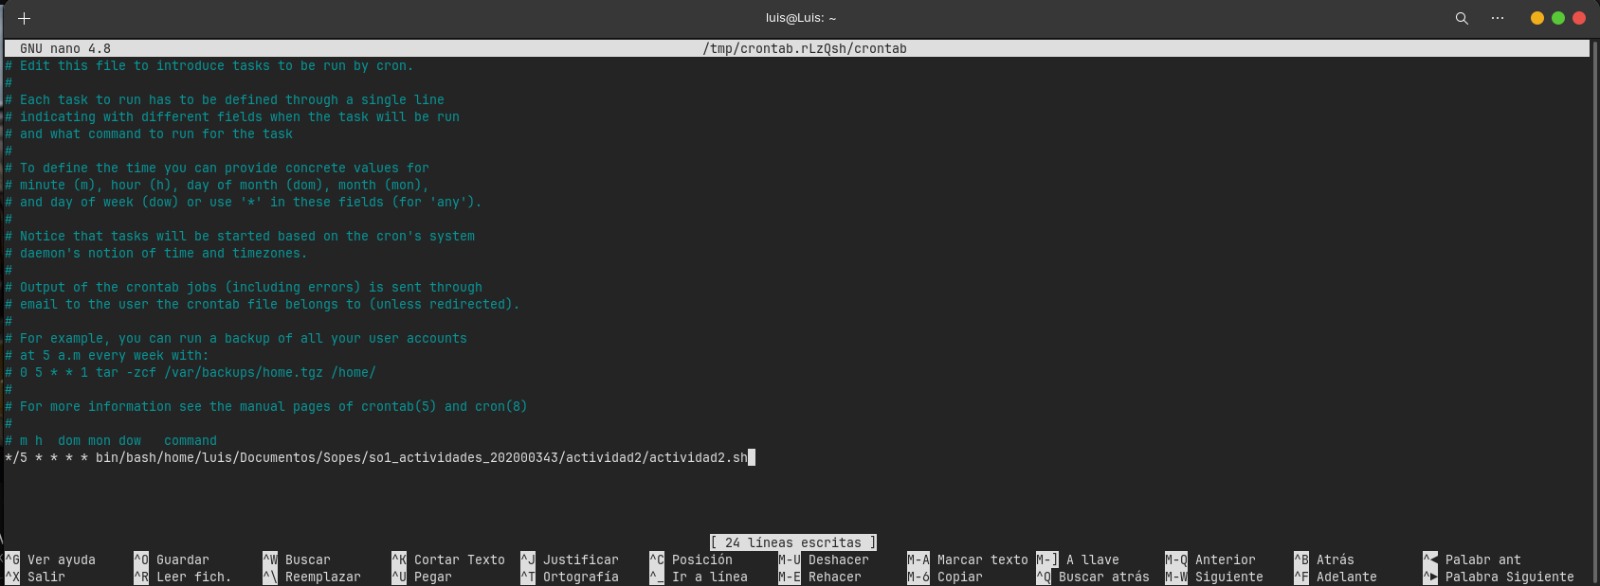 luis@Luis: ~
GNU nano 4.8 /tmp/crontab.rLzQsh/crontab
# Edit this file to introduce tasks to be run by cron.
#
# Each task to run has to be defined through a single line
# indicating with different fields when the task will be run
# and what command to run for the task
#
# To define the time you can provide concrete values for
# minute (m), hour (h), day of month (dom), month (mon),
# and day of week (dow) or use '*' in these fields (for 'any').
#
# Notice that tasks will be started based on the cron's system
# daemon's notion of time and timezones.
#
# Output of the crontab jobs (including errors) is sent through
# email to the user the crontab file belongs to (unless redirected).
#
# For example, you can run a backup of all your user accounts
# at 5 a.m every week with:
# 0 5 * * 1 tar -zcf /var/backups/home.tgz /home/
#
# For more information see the manual pages of crontab(5) and cron(8)
#
# m h  dom mon dow   command
*/5 * * * * bin/bash/home/luis/Documentos/Sopes/so1_actividades_202000343/actividad2/actividad2.sh
[ 24 líneas escritas ]
^G Ver ayuda ^O Guardar ^W Buscar ^K Cortar Texto ^J Justificar ^C Posición M-U Deshacer M-A Marcar texto M-] A llave M-Q Anterior ^B Atrás ^◀ Palabr ant
^X Salir ^R Leer fich. ^\ Reemplazar ^U Pegar ^T Ortografía ^_ Ir a línea M-E Rehacer M-6 Copiar ^Q Buscar atrás M-W Siguiente ^F Adelante ^▶ Palabra Siguiente